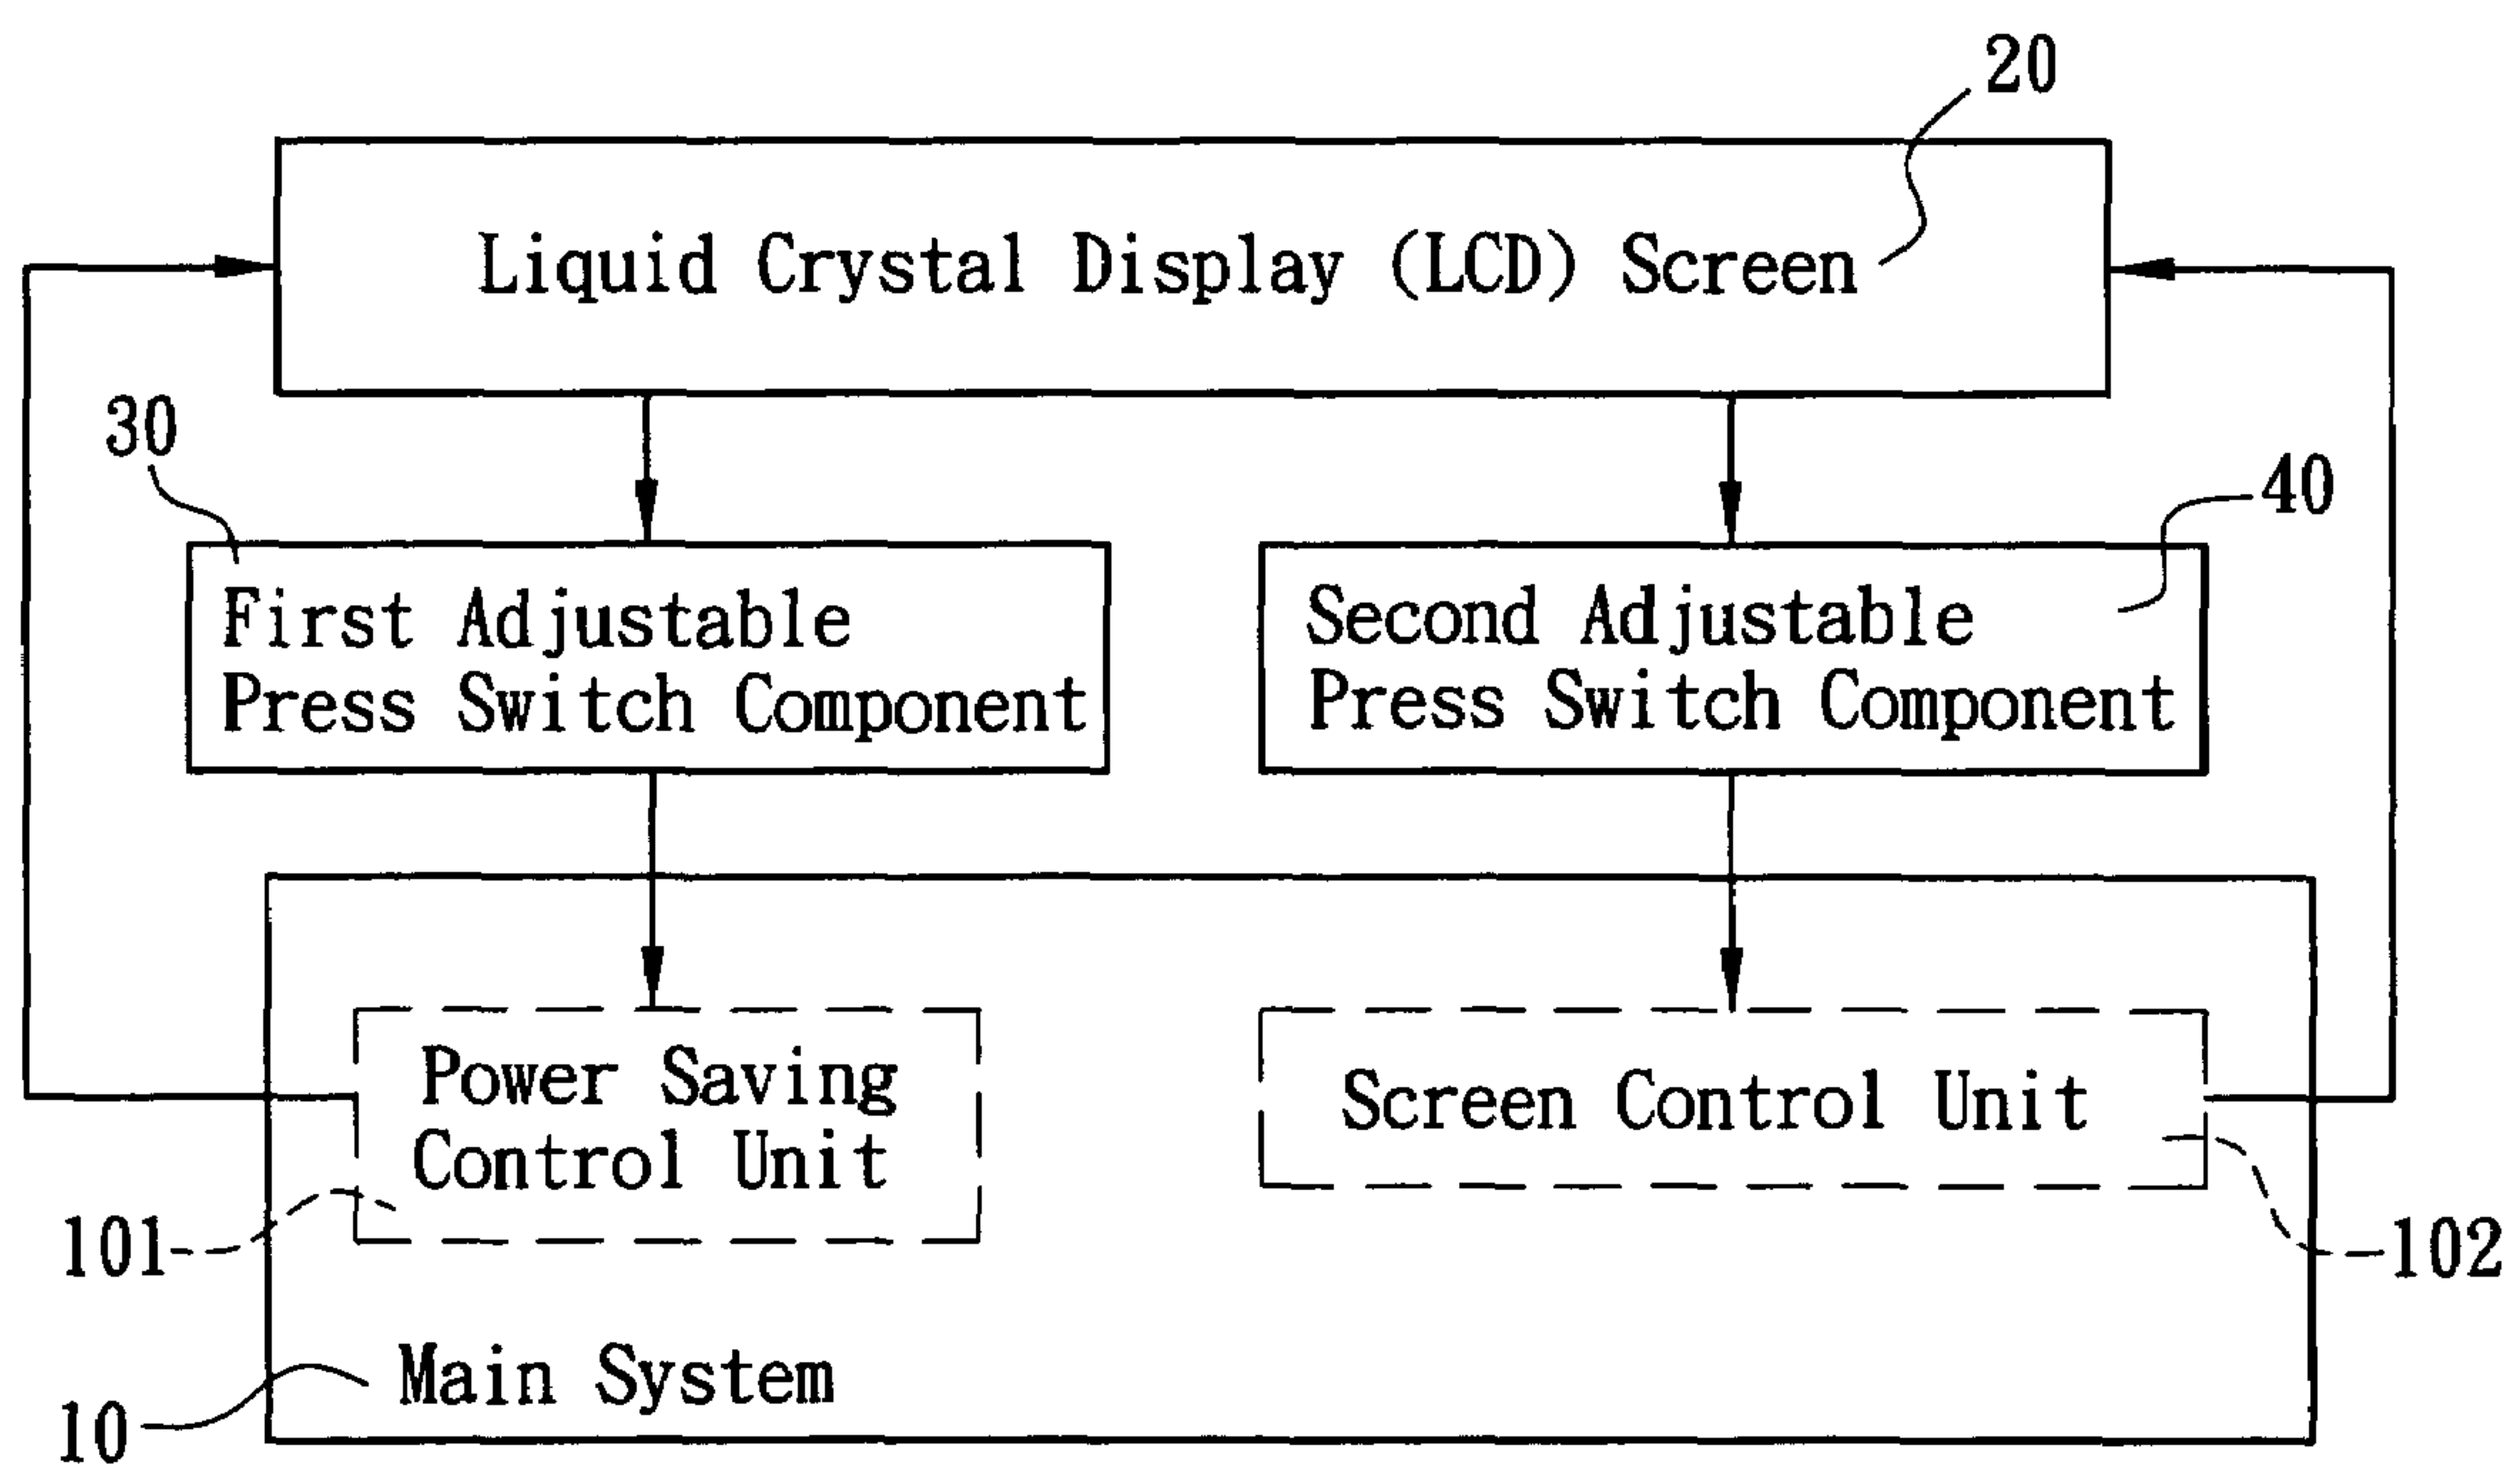 20
Liquid Crystal Display (LCD) Screen
30
40
First Adjustable
Press Switch Component
Second Adjustable
Press Switch Component
Power Saving
Control Unit
Screen Control Unit
101
102
Main System
10